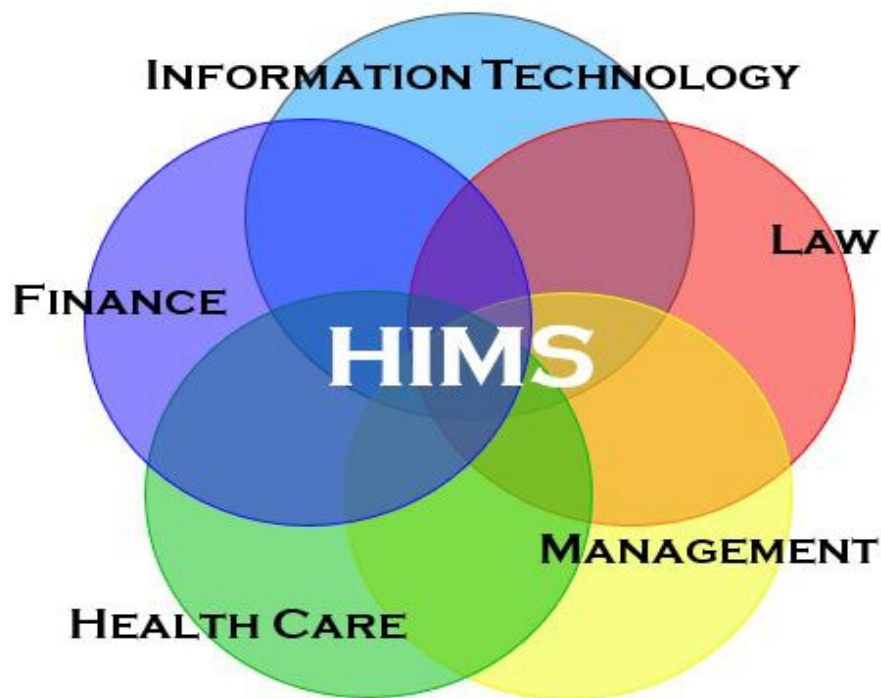 Information Technology
Law
Finance
HIMS
Management
Health Care